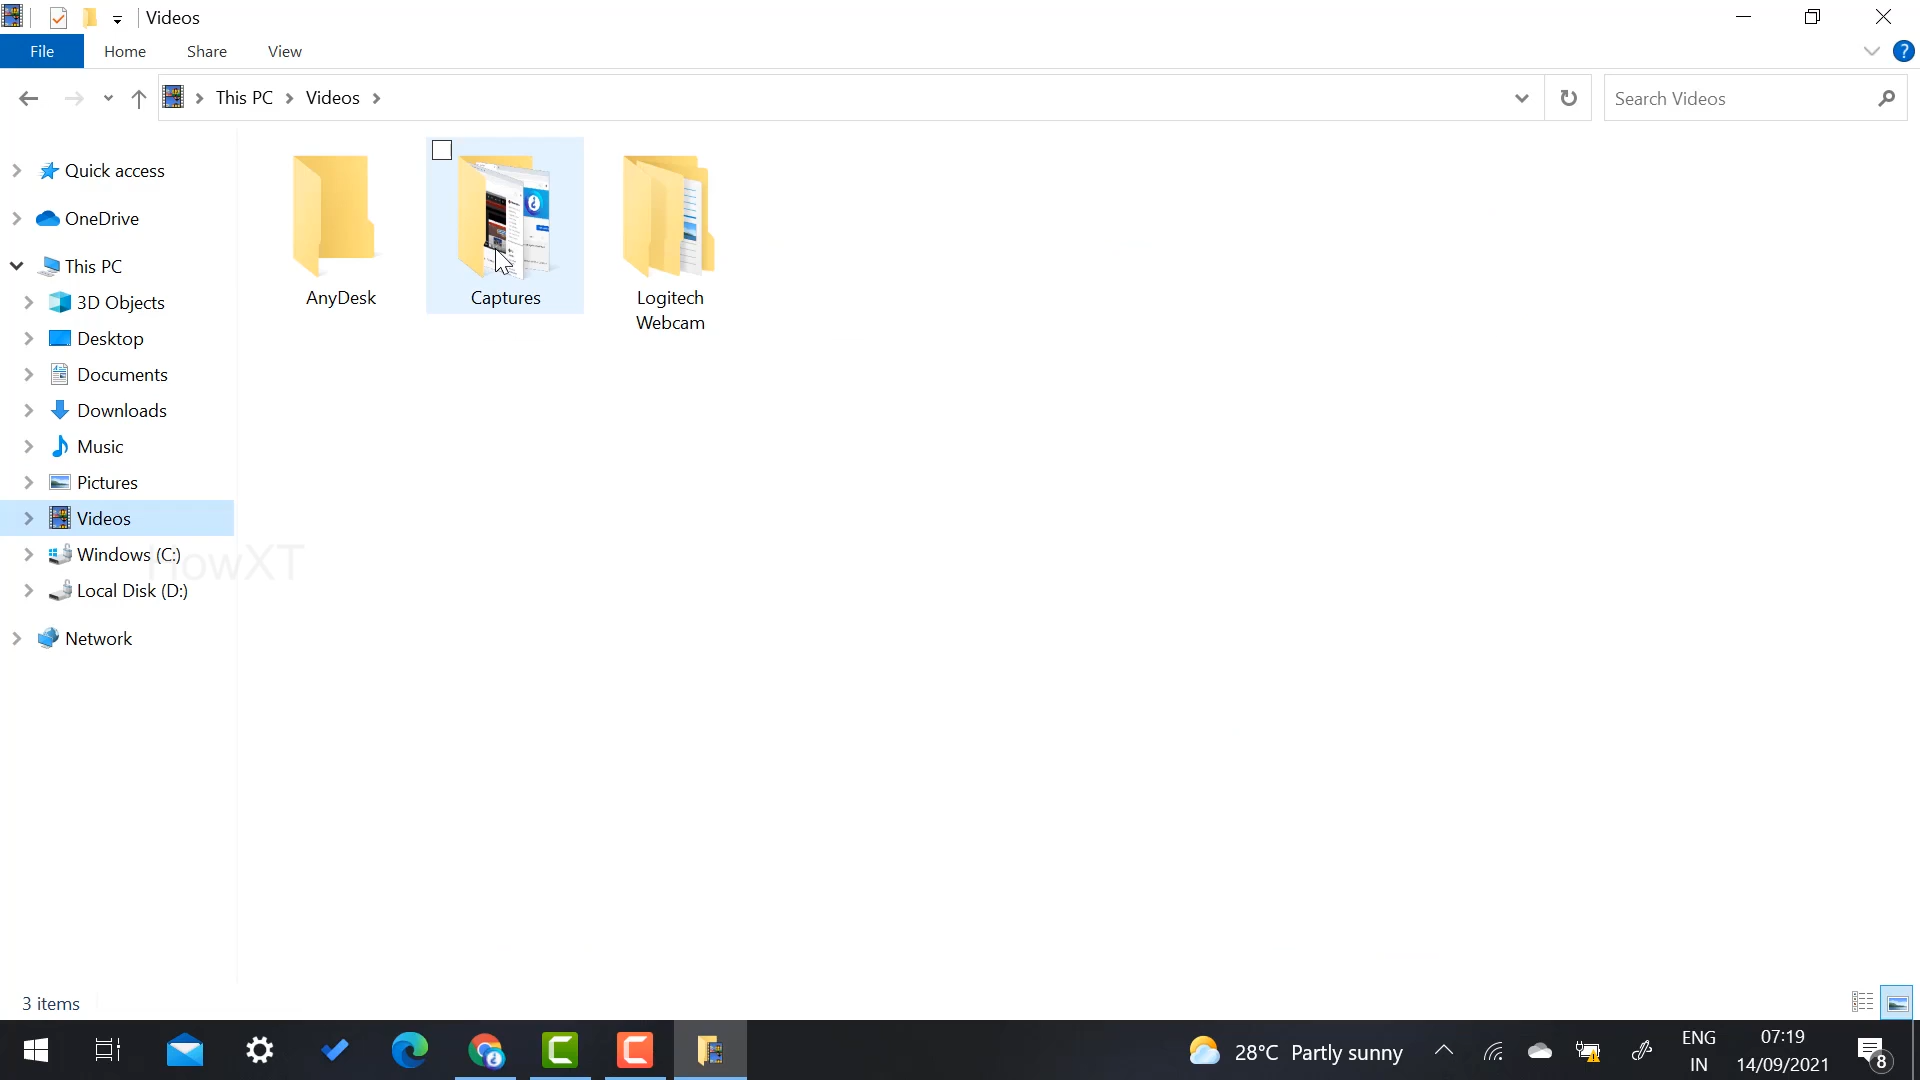 Videos
File Home Share View
This PC Videos
Search Videos
Quick access
OneDrive
This PC
3D Objects
Desktop
Documents
Downloads
Music
Pictures
Videos
Windows (C:)
Local Disk (D:)
Network
AnyDesk
Captures
Logitech
Webcam
howXT
3 items
28°C Partly sunny
ENG
IN
07:19
14/09/2021
8